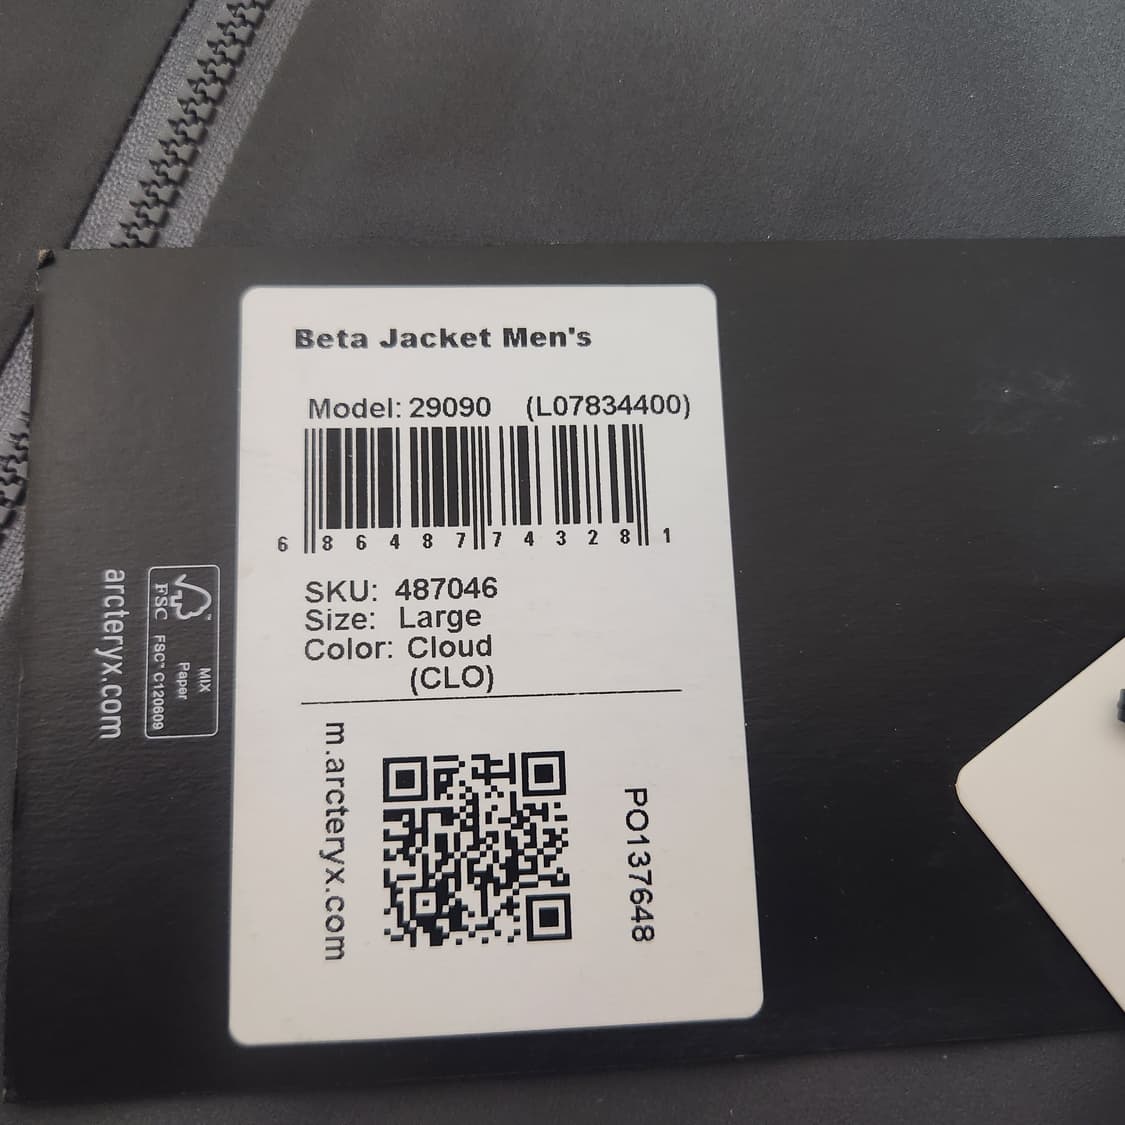 Beta Jacket Men's
Model: 29090 (L07834400)
6 86487 74328 1
SKU: 487046
Size: Large
Color: Cloud
(CLO)
m.arcteryx.com
PO137648
arcteryx.com
FSC
MIX
Paper
FSC™ C120609